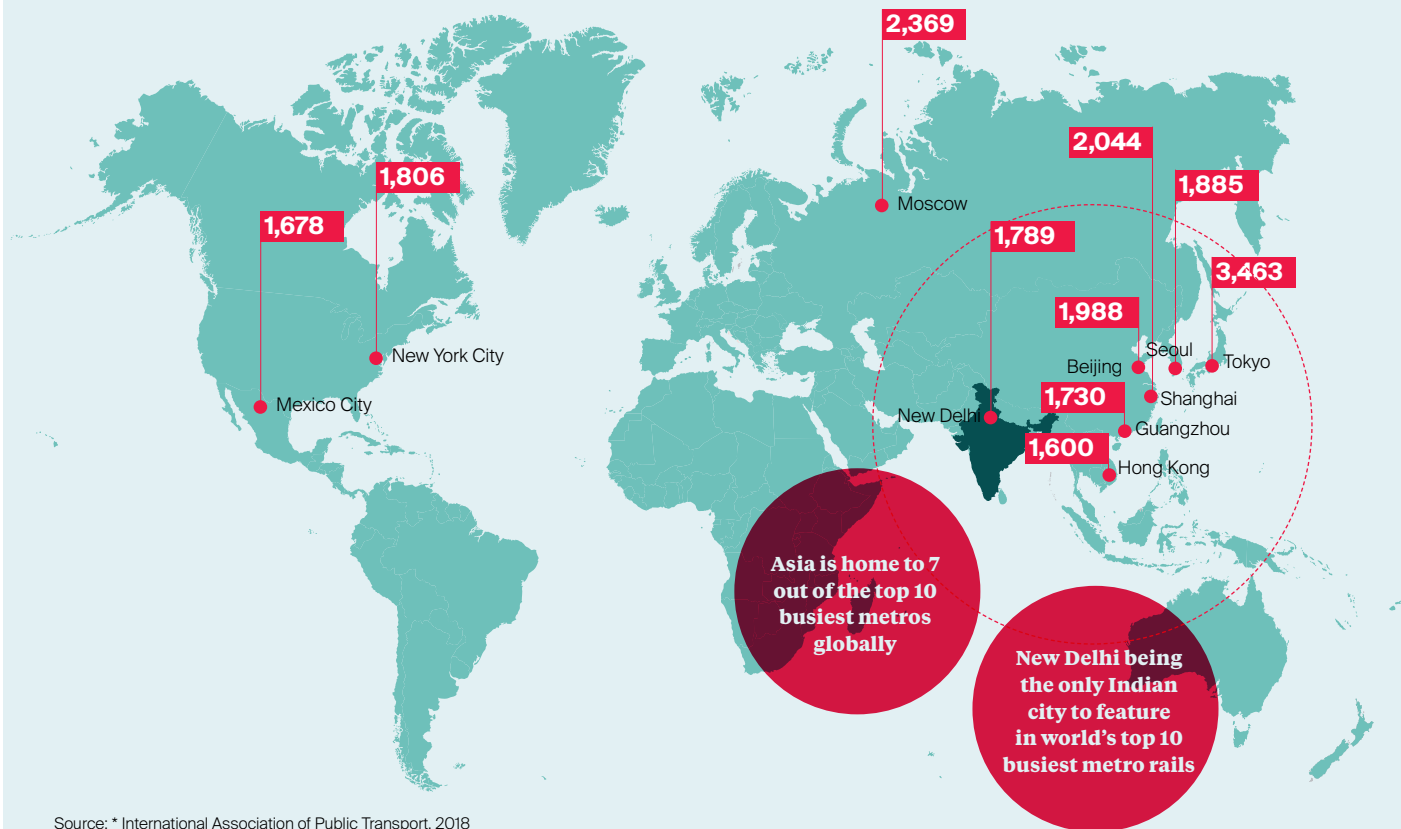 2,369
Moscow
2,044
1,885
1,806
New York City
1,678
Mexico City
1,789
New Delhi
3,463
Tokyo
1,988
Beijing
Seoul
Shanghai
1,730
Guangzhou
1,600
Hong Kong
Asia is home to 7
out of the top 10
busiest metros
globally
New Delhi being
the only Indian
city to feature
in world's top 10
busiest metro rails
Source: * International Association of Public Transport, 2018